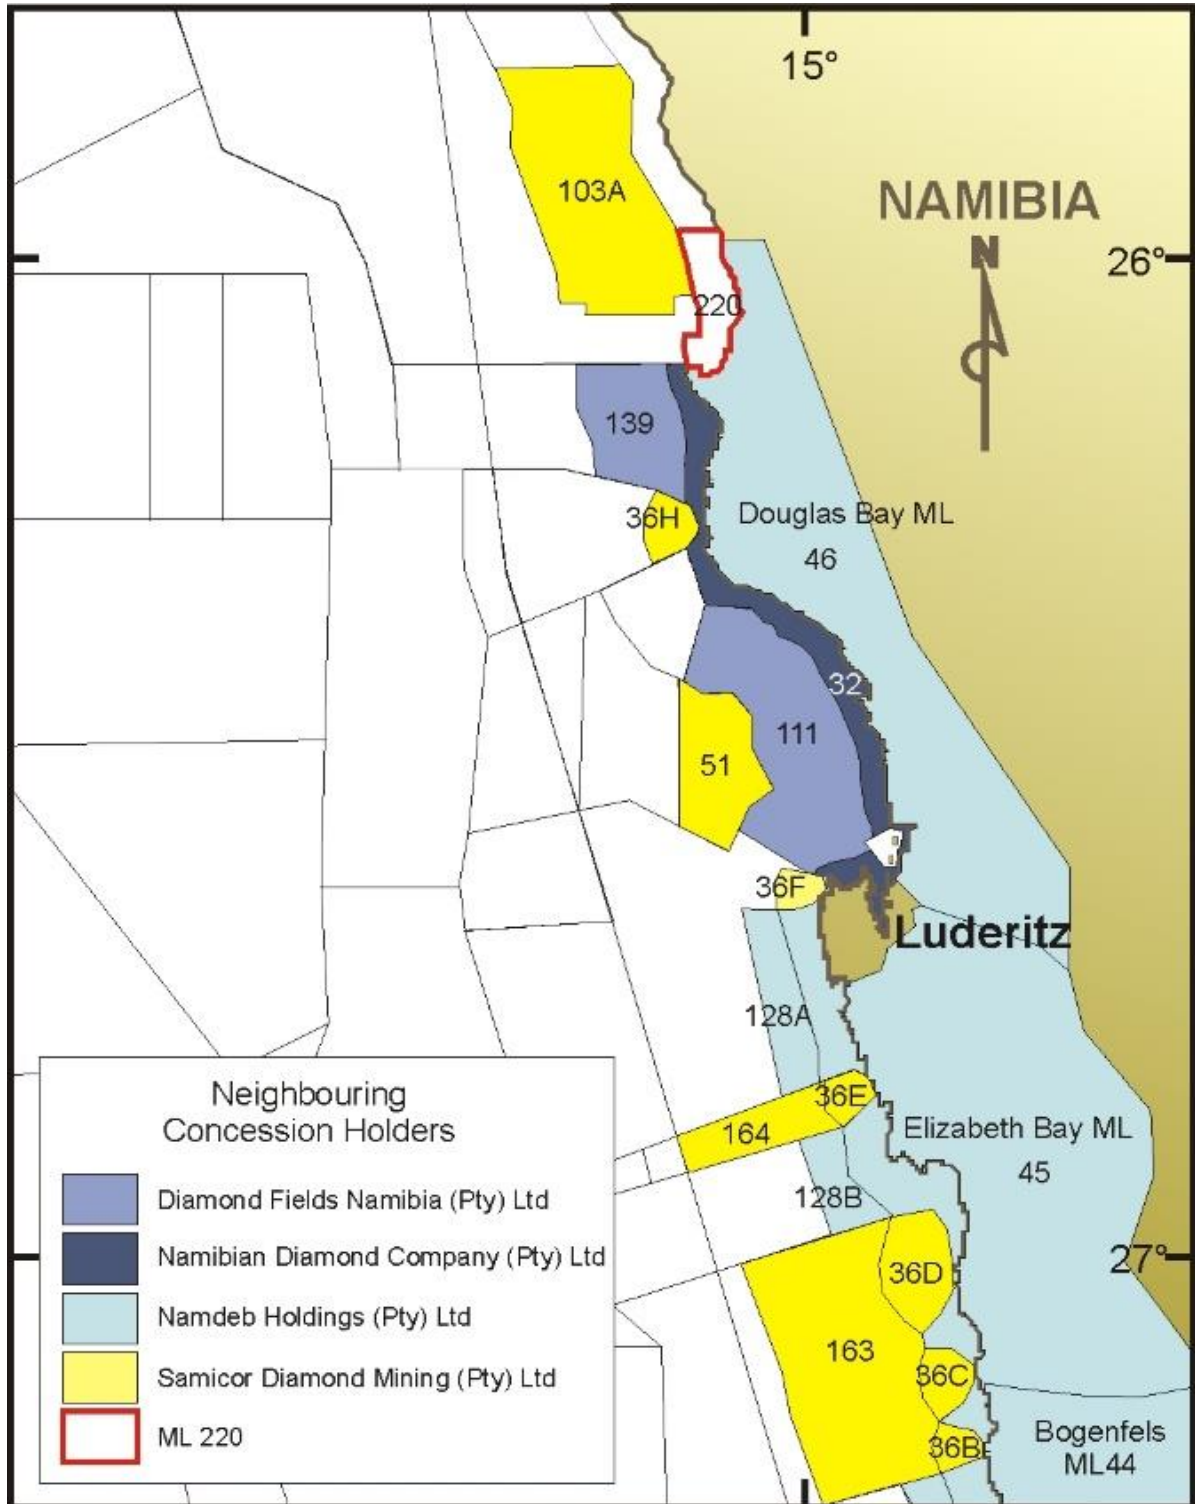 15°
103A
NAMIBIA
N
26°
220
139
36H
Douglas Bay ML
46
32
111
51
36F
Luderitz
128A
36E
164
Elizabeth Bay ML
45
128B
27°
36D
163
36C
36B
Bogenfels
ML44
Neighbouring
Concession Holders
Diamond Fields Namibia (Pty) Ltd
Namibian Diamond Company (Pty) Ltd
Namdeb Holdings (Pty) Ltd
Samicor Diamond Mining (Pty) Ltd
ML 220